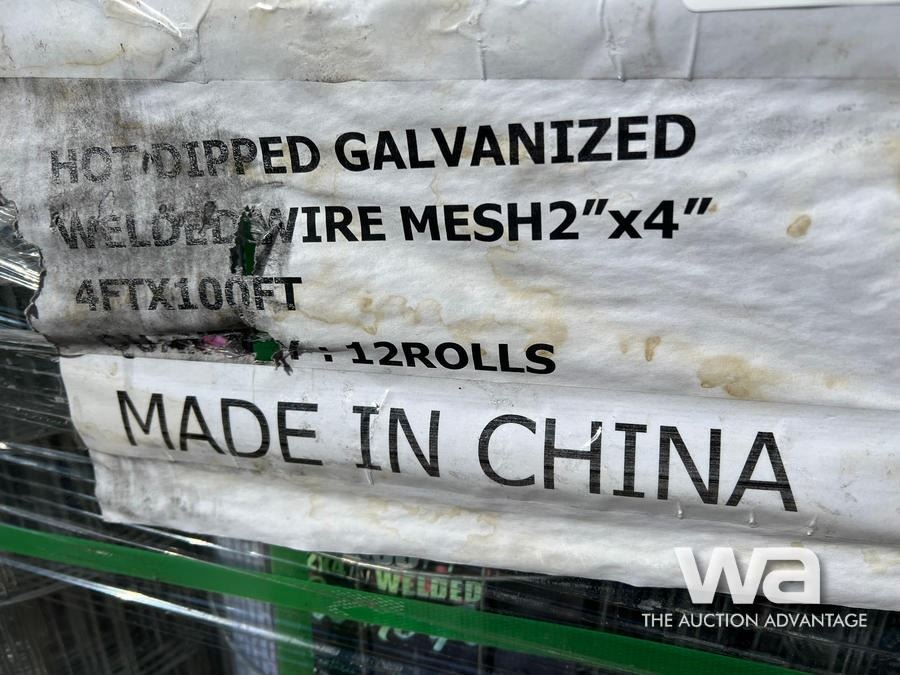 HOT DIPPED GALVANIZED
WELDED WIRE MESH2”x4”
4FTX100FT
: 12ROLLS
MADE IN CHINA
WELDED
wa
THE AUCTION ADVANTAGE